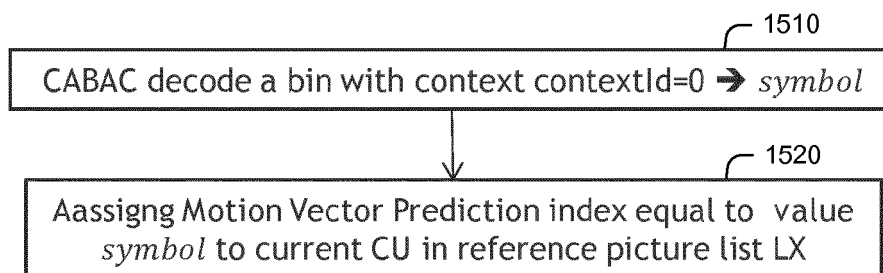 1510
CABAC decode a bin with context contextId=0 ➔ symbol
1520
Aassigng Motion Vector Prediction index equal to value
symbol to current CU in reference picture list LX